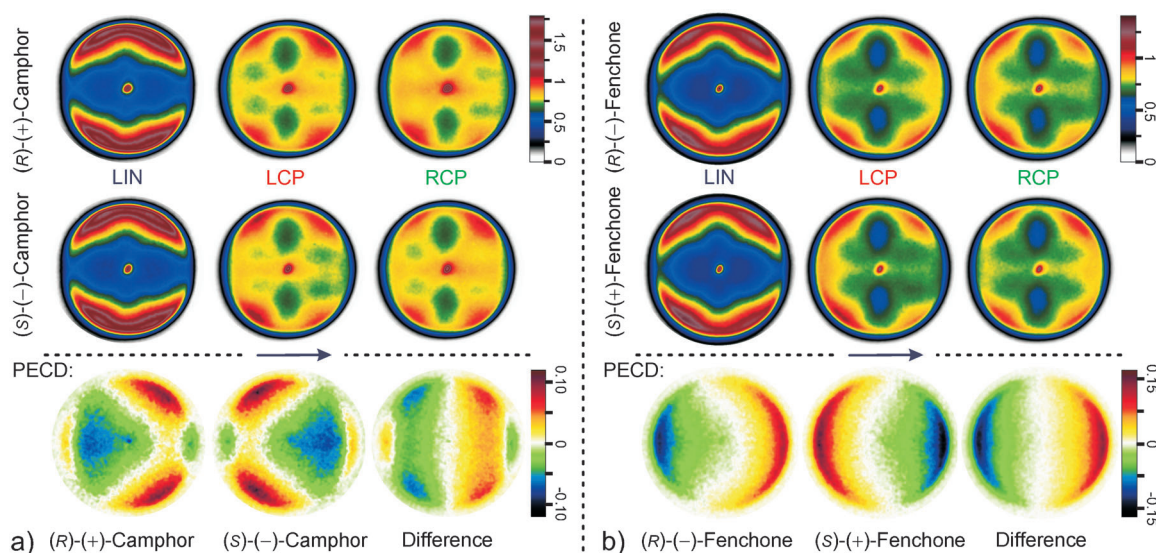 (R)-(+)-Camphor
1.5
1
0.5
0
LIN LCP RCP
(S)-(−)-Camphor
PECD:
0.10
0
-0.10
a) (R)-(+)-Camphor (S)-(−)-Camphor Difference
(R)-(−)-Fenchone
1
0.5
0
LIN LCP RCP
(S)-(+)-Fenchone
PECD:
0.15
0
-0.15
b) (R)-(−)-Fenchone (S)-(+)-Fenchone Difference